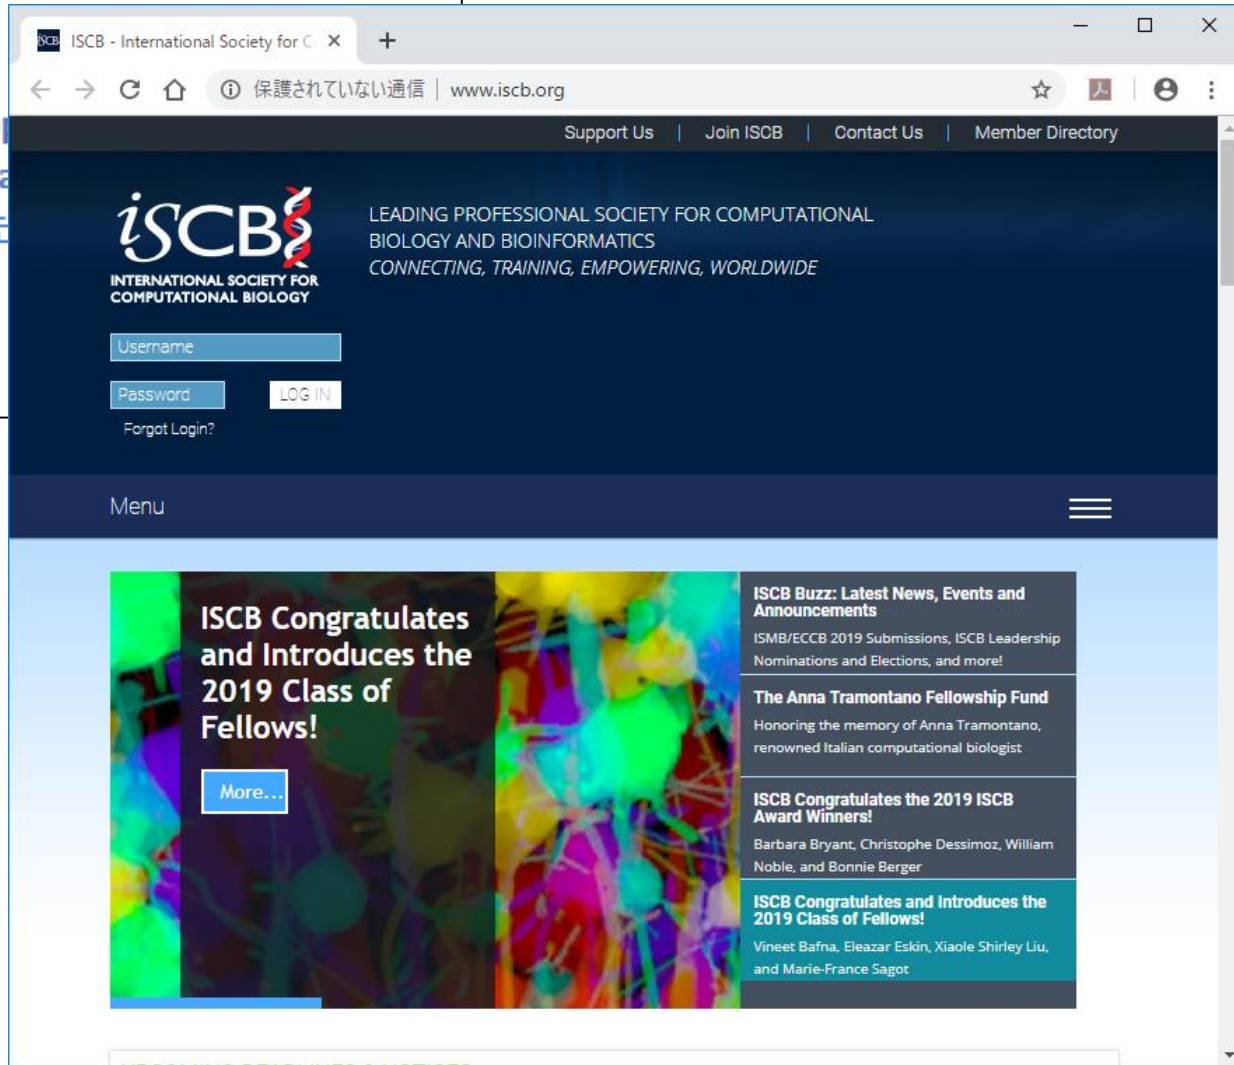 ISCB - International Society for C
保護されていない通信 | www.iscb.org
Support Us | Join ISCB | Contact Us | Member Directory
iSCB
INTERNATIONAL SOCIETY FOR
COMPUTATIONAL BIOLOGY
LEADING PROFESSIONAL SOCIETY FOR COMPUTATIONAL
BIOLOGY AND BIOINFORMATICS
CONNECTING, TRAINING, EMPOWERING, WORLDWIDE
Username
Password
LOG IN
Forgot Login?
Menu
ISCB Congratulates
and Introduces the
2019 Class of
Fellows!
More...
ISCB Buzz: Latest News, Events and
Announcements
ISMB/ECCB 2019 Submissions, ISCB Leadership
Nominations and Elections, and more!
The Anna Tramontano Fellowship Fund
Honoring the memory of Anna Tramontano,
renowned Italian computational biologist
ISCB Congratulates the 2019 ISCB
Award Winners!
Barbara Bryant, Christophe Dessimoz, William
Noble, and Bonnie Berger
ISCB Congratulates and Introduces the
2019 Class of Fellows!
Vineet Bafna, Eleazar Eskin, Xiaole Shirley Liu,
and Marie-France Sagot